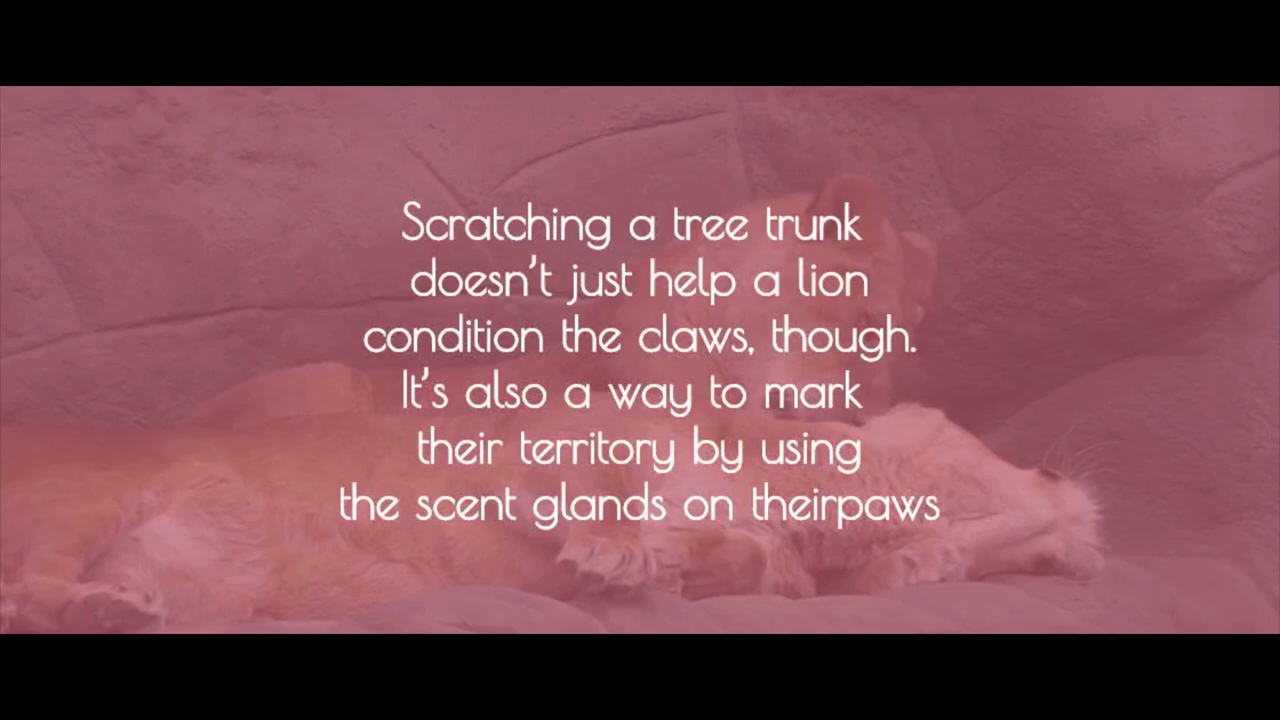 Scratching a tree trunk
doesn't just help a lion
condition the claws, though.
It's also a way to mark
their territory by using
the scent glands on theirpaws